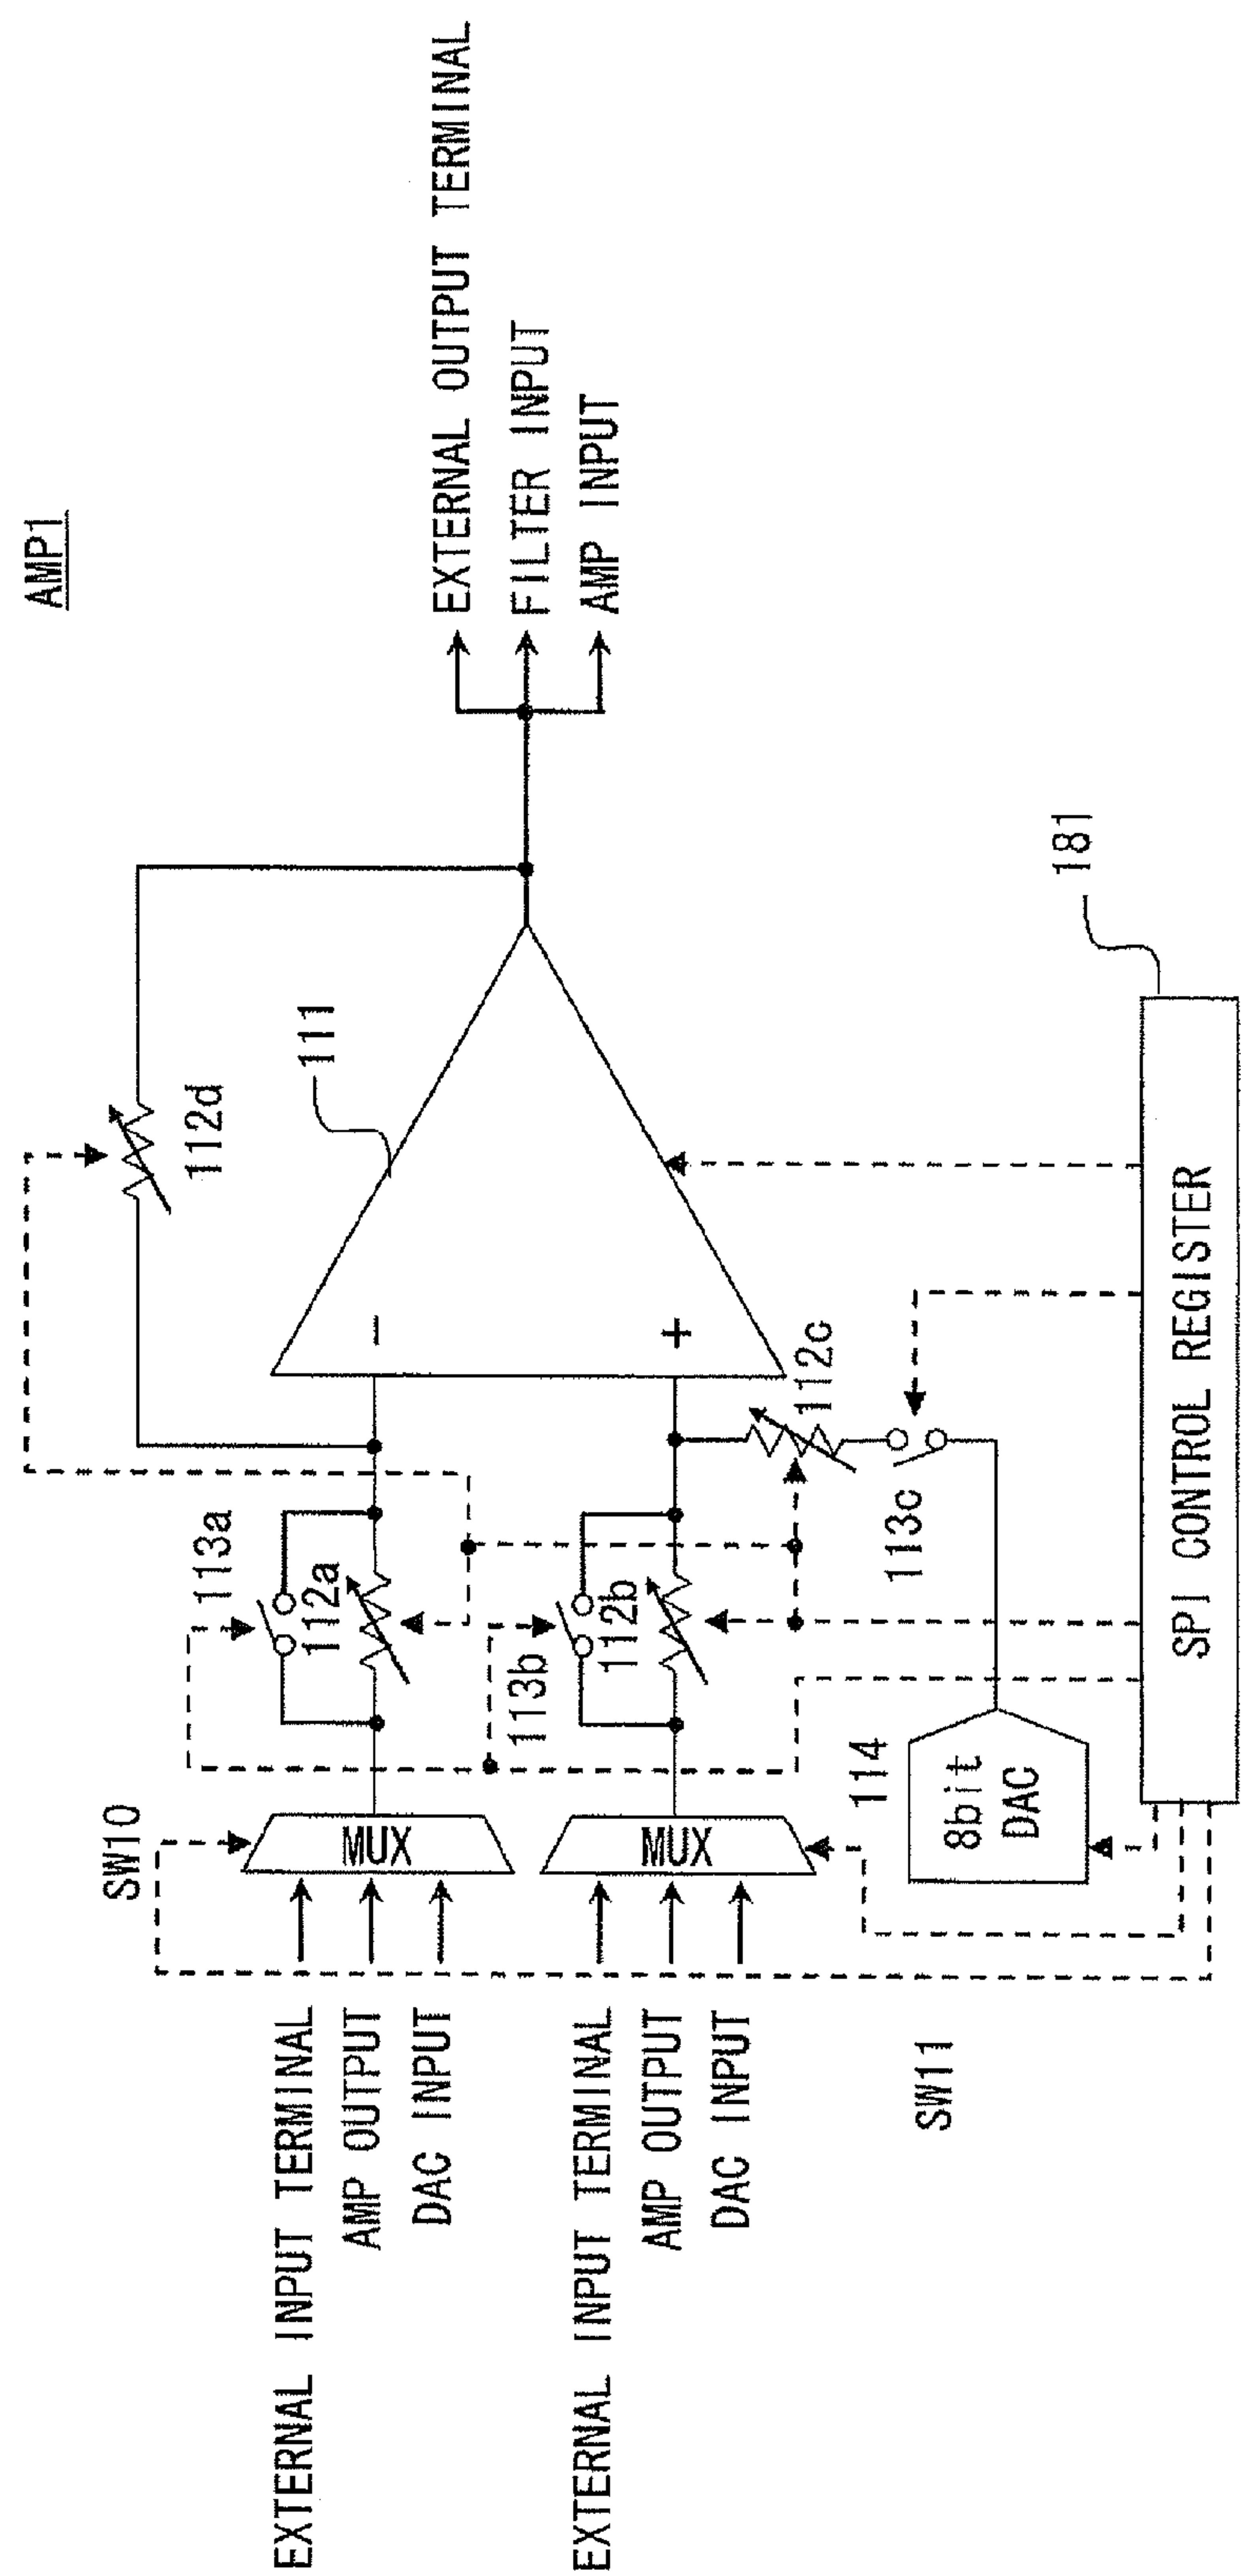 AMP1
112d
111
EXTERNAL OUTPUT TERMINAL
FILTER INPUT
AMP INPUT
SW10
113a
112a
MUX
−
EXTERNAL INPUT TERMINAL
AMP OUTPUT
DAC INPUT
113b
112b
MUX
+
EXTERNAL INPUT TERMINAL
AMP OUTPUT
DAC INPUT
112c
113c
114
SW11
8bit
DAC
181
SPI CONTROL REGISTER